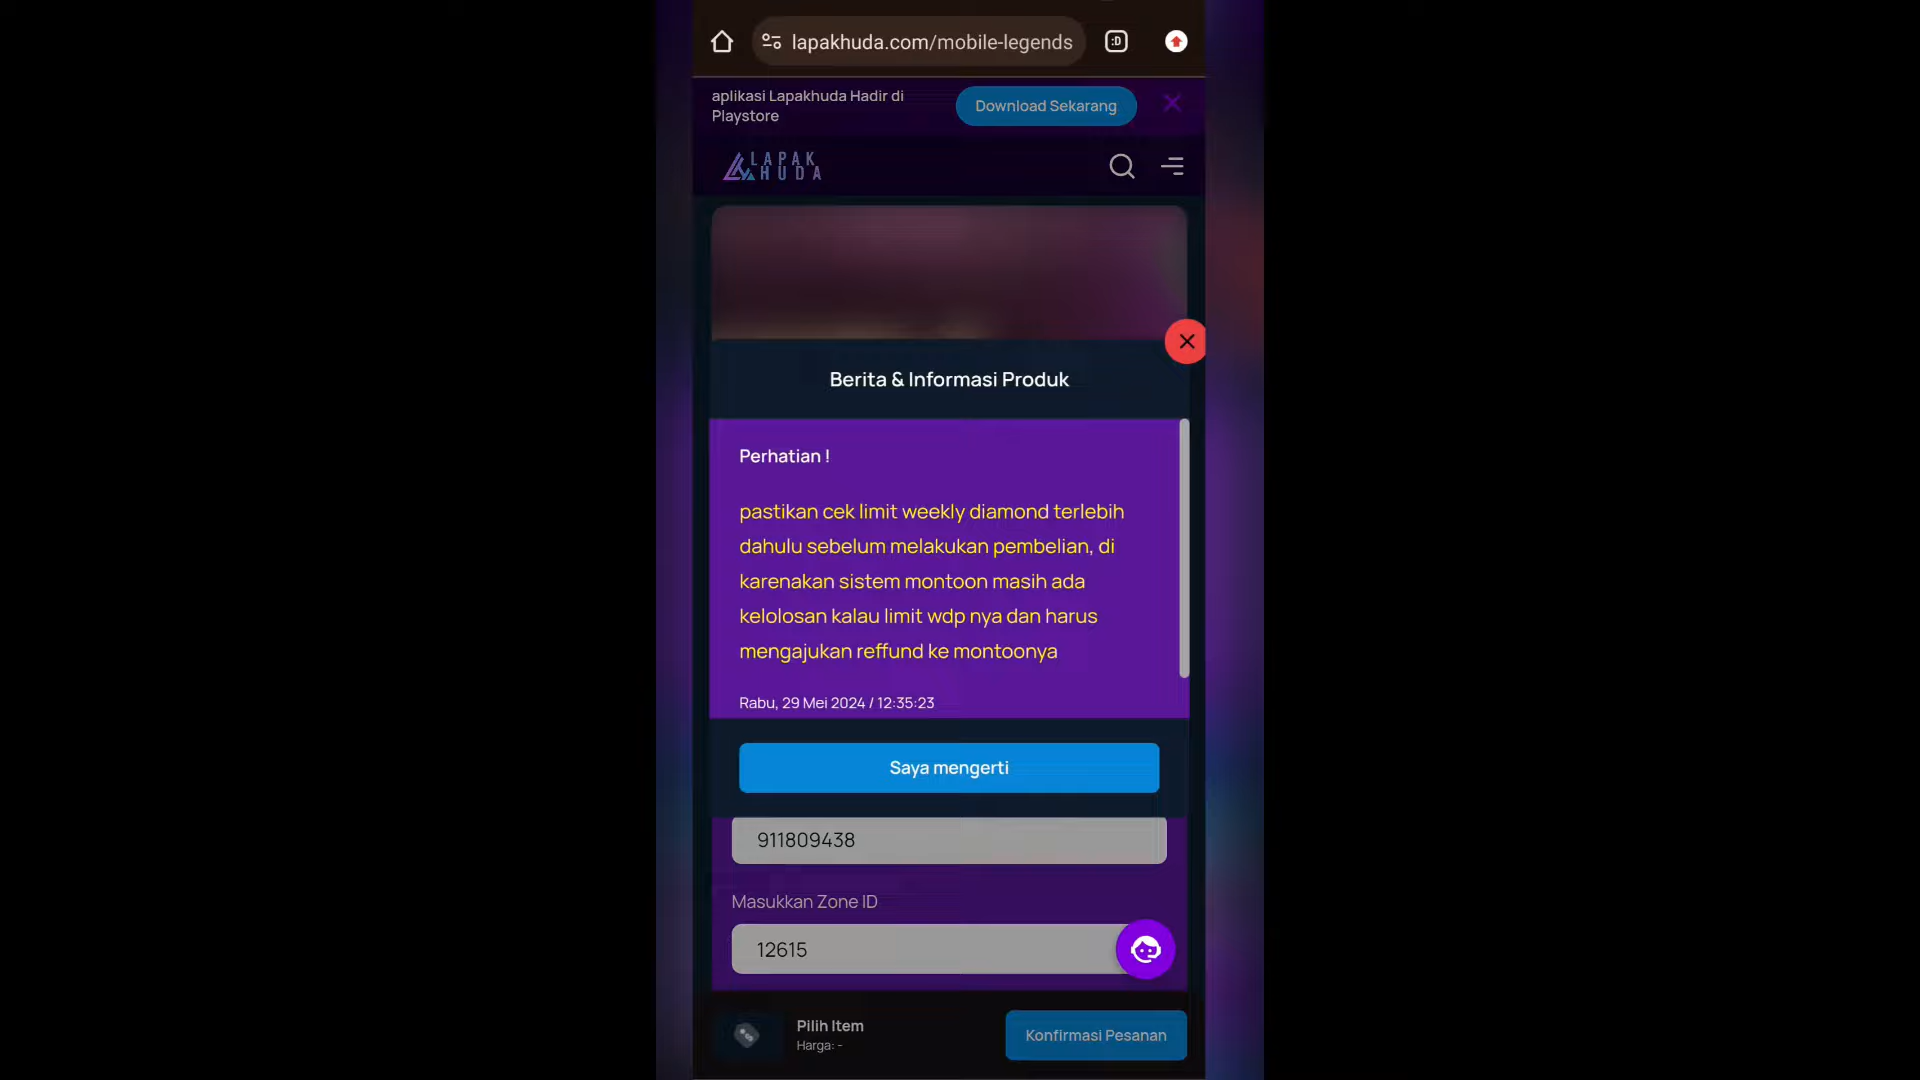 lapakhuda.com/mobile-legends
:D
aplikasi Lapakhuda Hadir di
Playstore
Download Sekarang
LAPAK
HUDA
Berita & Informasi Produk
Perhatian !
pastikan cek limit weekly diamond terlebih
dahulu sebelum melakukan pembelian, di
karenakan sistem montoon masih ada
kelolosan kalau limit wdp nya dan harus
mengajukan reffund ke montoonya
Rabu, 29 Mei 2024 / 12:35:23
Saya mengerti
911809438
Masukkan Zone ID
12615
Pilih Item
Harga: -
Konfirmasi Pesanan